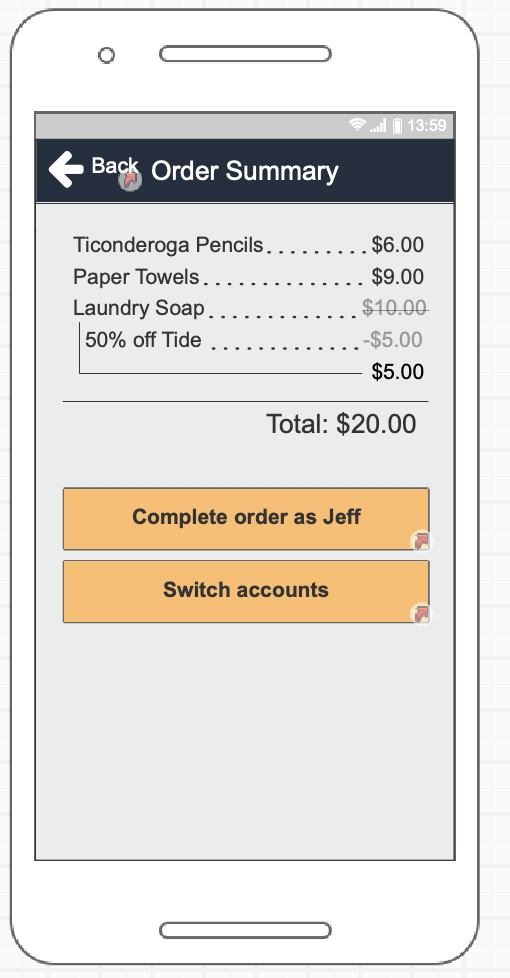 13:59
Back Order Summary
Ticonderoga Pencils..........$6.00
Paper Towels.............. $9.00
Laundry Soap............. $10.00
50% off Tide .............-$5.00
$5.00
Total: $20.00
Complete order as Jeff
Switch accounts